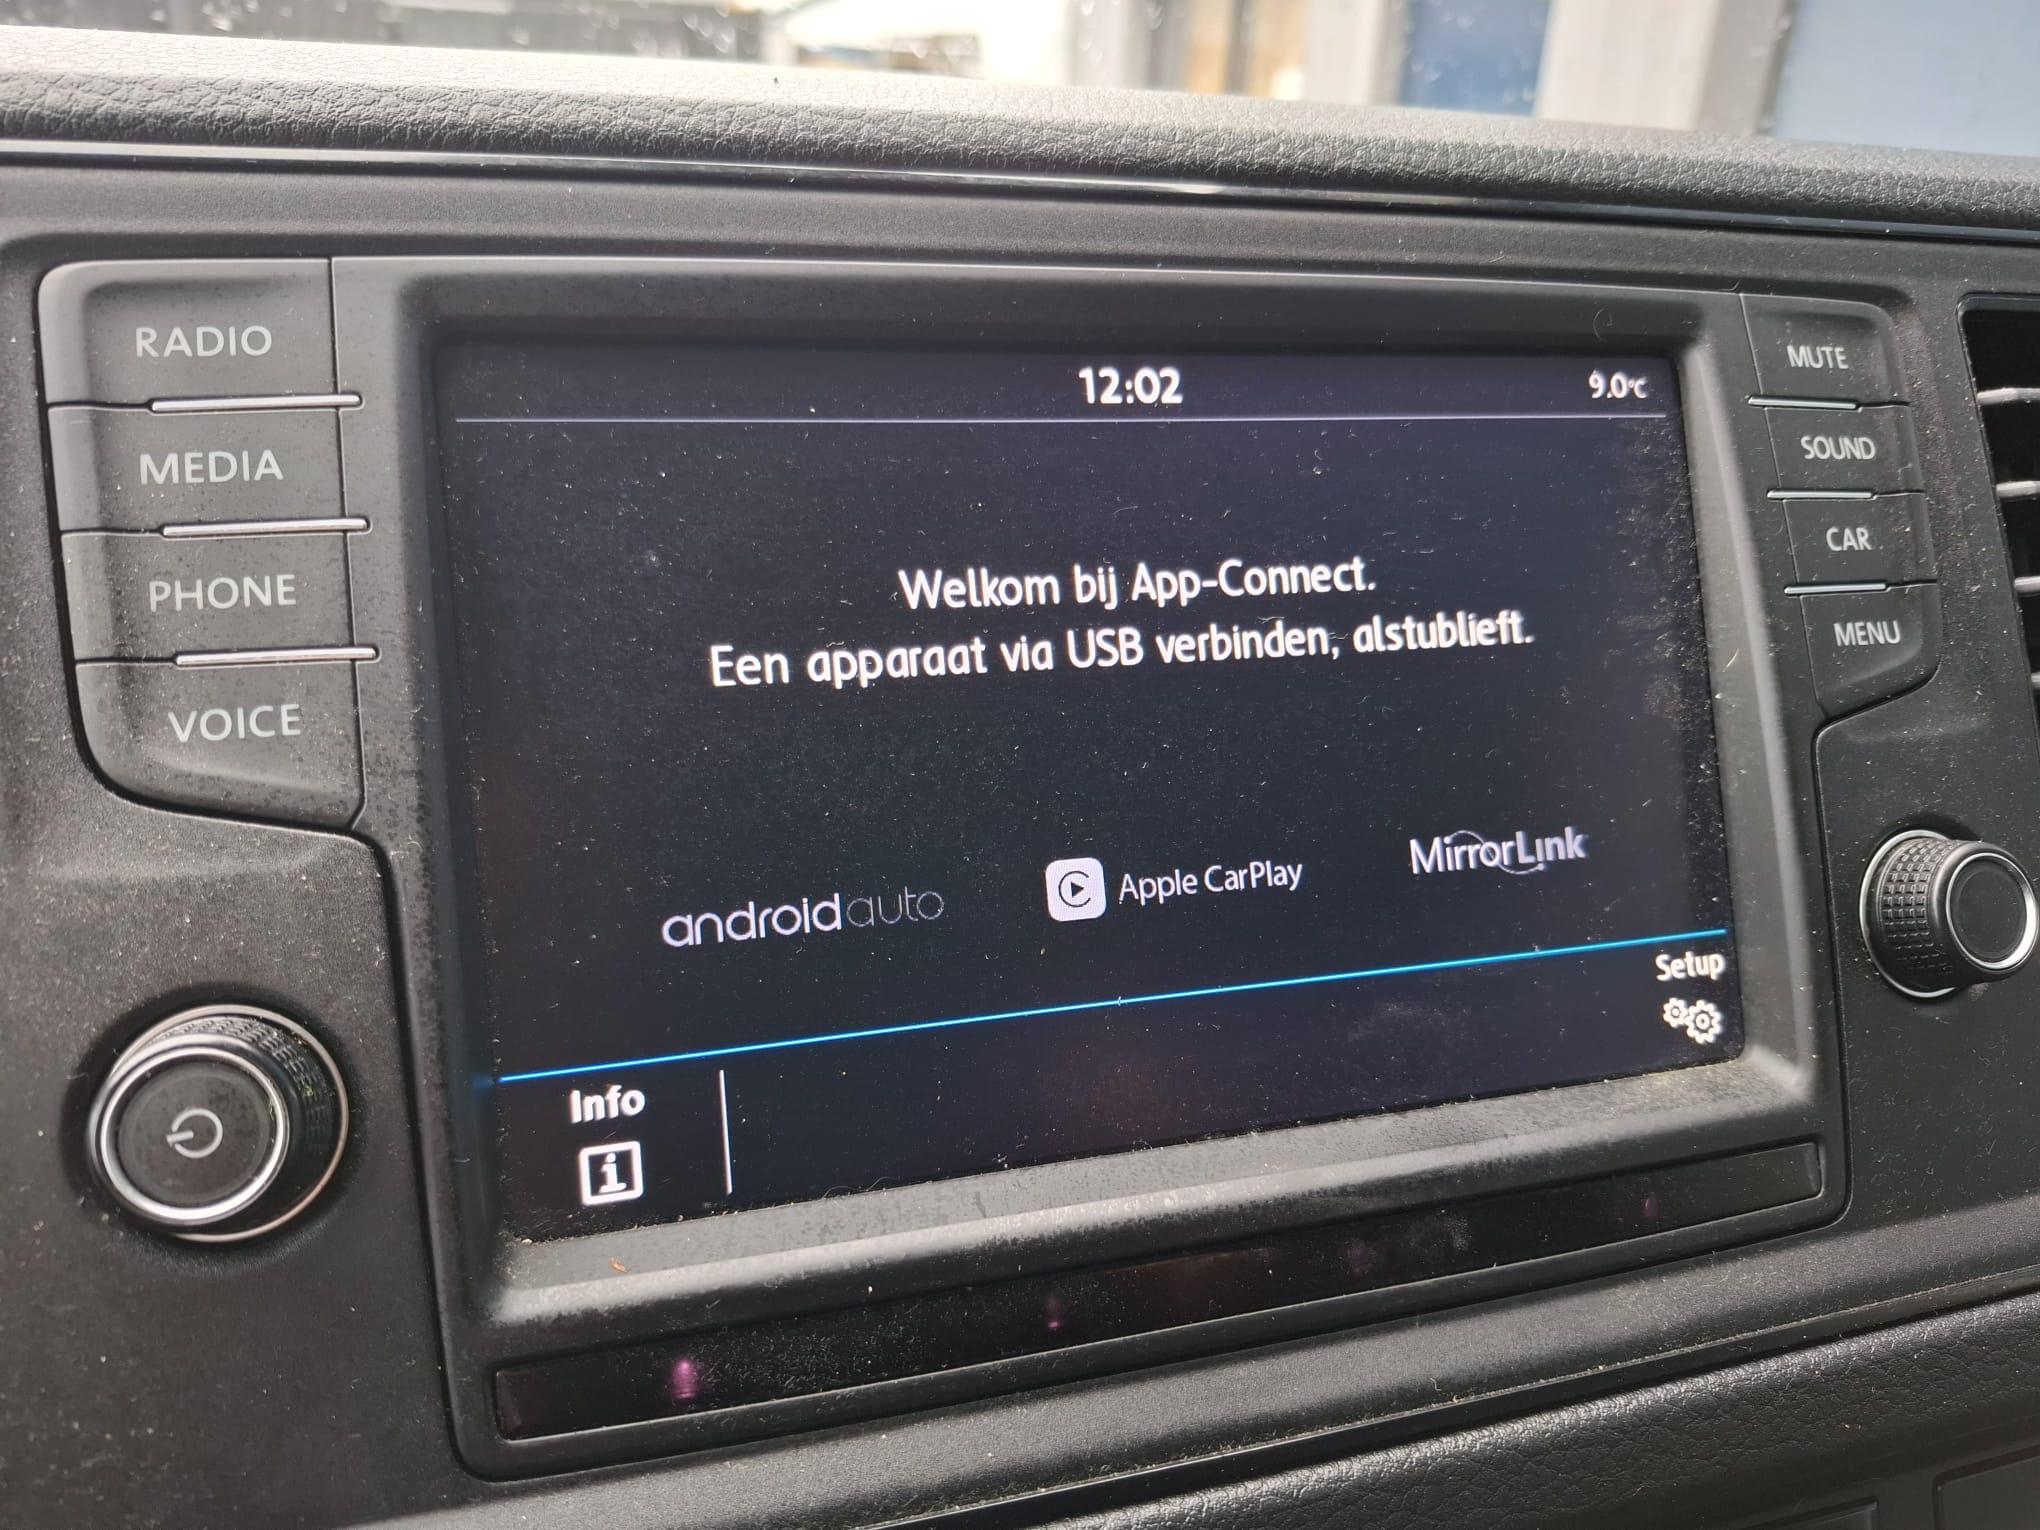 RADIO
MEDIA
PHONE
VOICE
12:02
9.0°C
Welkom bij App-Connect.
Een apparaat via USB verbinden, alstublieft.
androidauto
Apple CarPlay
MirrorLink
Setup
Info
MUTE
SOUND
CAR
MENU